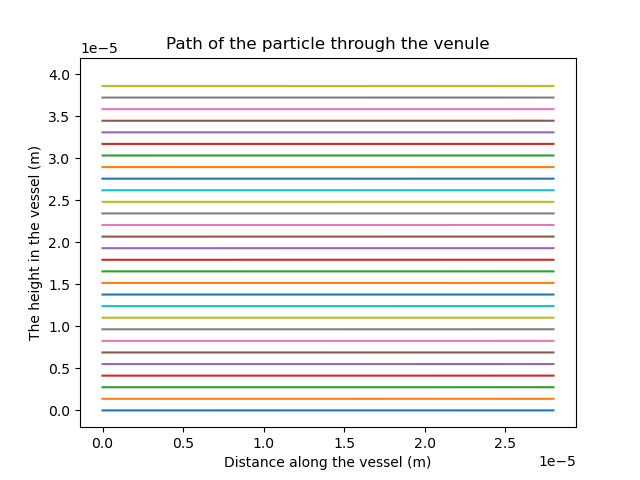 Path of the particle through the venule
1e−5
4.0
3.5
3.0
2.5
2.0
1.5
1.0
0.5
0.0
The height in the vessel (m)
0.0 0.5 1.0 1.5 2.0 2.5
1e−5
Distance along the vessel (m)